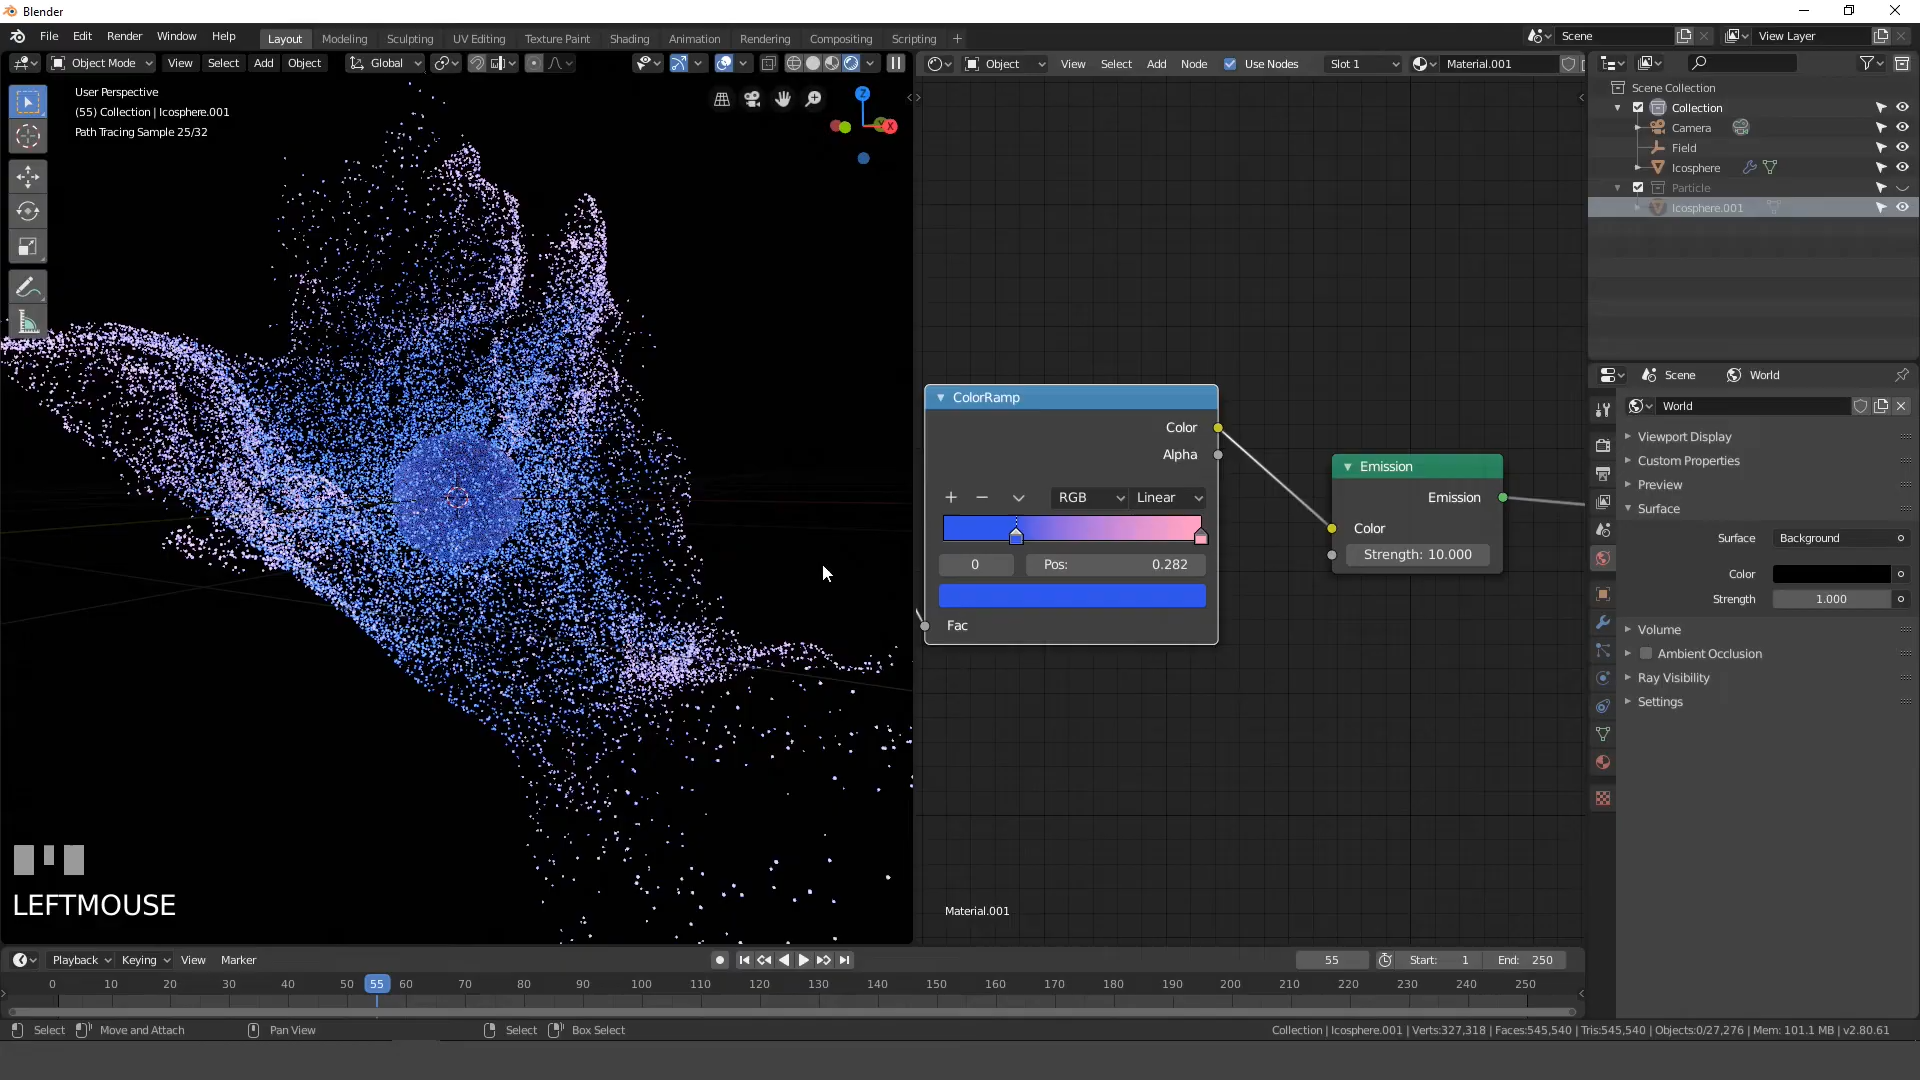 Blender
File Edit Render Window Help Layout Modeling Sculpting UV Editing Texture Paint Shading Animation Rendering Compositing Scripting + Scene View Layer
Object Mode View Select Add Object Global
Object View Select Add Node Use Nodes Slot 1 Material.001
User Perspective
(55) Collection | Icosphere.001
Path Tracing Sample 25/32
Z
Y X
Scene Collection
Collection
Camera
Field
Icosphere
Particle
Icosphere.001
Scene World
World
Viewport Display
Custom Properties
Preview
Surface
Surface Background
Color
Strength 1.000
Volume
Ambient Occlusion
Ray Visibility
Settings
ColorRamp
Color
Alpha
+ − RGB Linear
0 Pos: 0.282
Fac
Emission
Emission
Color
Strength: 10.000
LEFTMOUSE
Material.001
Playback Keying View Marker 55 Start: 1 End: 250
0 10 20 30 40 50 55 60 70 80 90 100 110 120 130 140 150 160 170 180 190 200 210 220 230 240 250
Select Move and Attach Pan View Select Box Select Collection | Icosphere.001 | Verts:327,318 | Faces:545,540 | Tris:545,540 | Objects:0/27,276 | Mem: 101.1 MB | v2.80.61